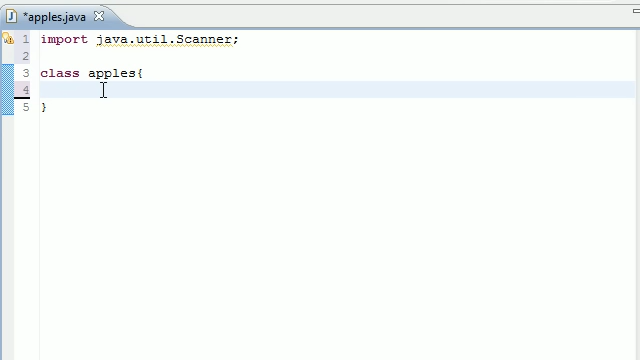 *apples.java
1 import java.util.Scanner;
2
3 class apples{
4
5 }